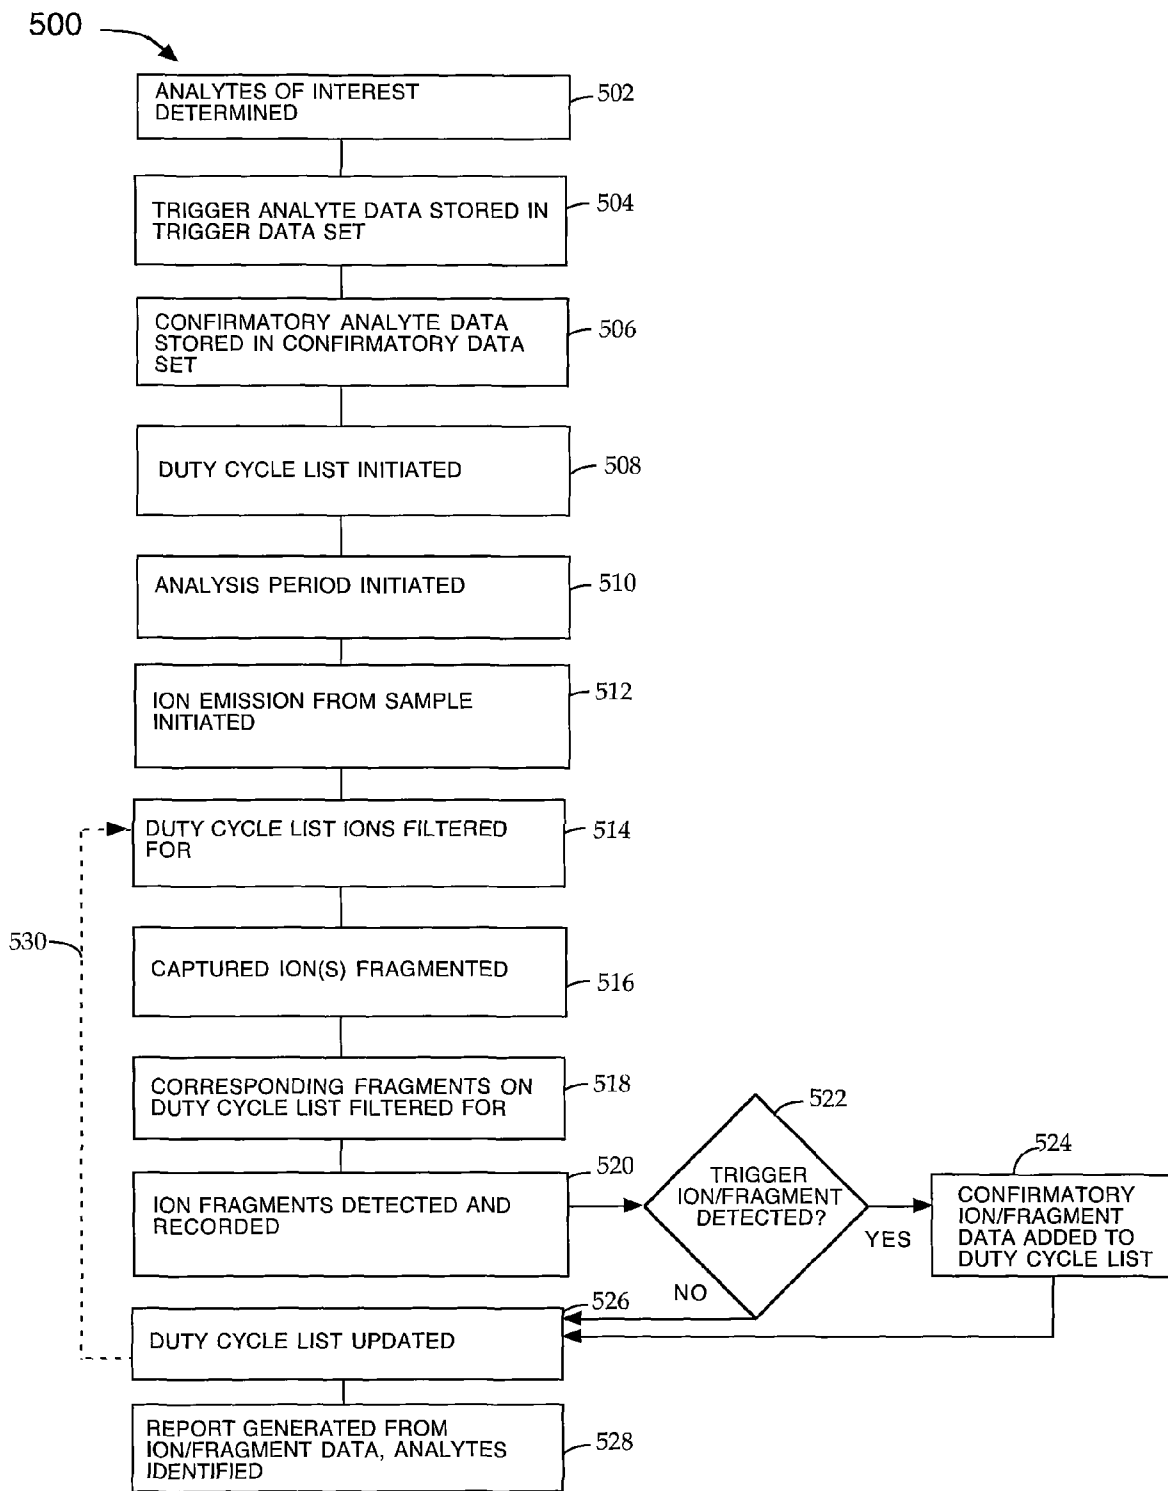 500
ANALYTES OF INTEREST
DETERMINED
502
TRIGGER ANALYTE DATA STORED IN
TRIGGER DATA SET
504
CONFIRMATORY ANALYTE DATA
STORED IN CONFIRMATORY DATA
SET
506
DUTY CYCLE LIST INITIATED
508
ANALYSIS PERIOD INITIATED
510
ION EMISSION FROM SAMPLE
INITIATED
512
DUTY CYCLE LIST IONS FILTERED
FOR
514
530
CAPTURED ION(S) FRAGMENTED
516
CORRESPONDING FRAGMENTS ON
DUTY CYCLE LIST FILTERED FOR
518
ION FRAGMENTS DETECTED AND
RECORDED
520
TRIGGER
ION/FRAGMENT
DETECTED?
522
YES
NO
CONFIRMATORY
ION/FRAGMENT
DATA ADDED TO
DUTY CYCLE LIST
524
DUTY CYCLE LIST UPDATED
526
REPORT GENERATED FROM
ION/FRAGMENT DATA, ANALYTES
IDENTIFIED
528